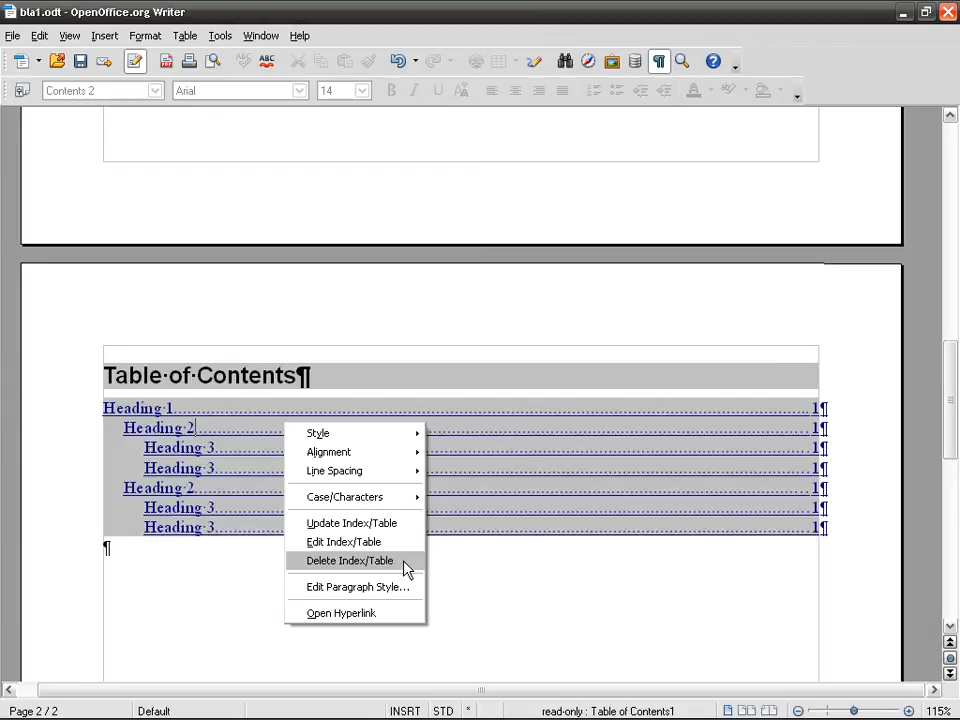 bla1.odt - OpenOffice.org Writer
File Edit View Insert Format Table Tools Window Help
Contents 2 Arial 14
Table·of·Contents¶
Heading·1..................................................1¶
Heading·2..................................................1¶
Heading·3..................................................1¶
Heading·3..................................................1¶
Heading·2..................................................1¶
Heading·3..................................................1¶
Heading·3..................................................1¶
¶
Style
Alignment
Line Spacing
Case/Characters
Update Index/Table
Edit Index/Table
Delete Index/Table
Edit Paragraph Style...
Open Hyperlink
Page 2 / 2 Default INSRT STD * read-only : Table of Contents1 115%